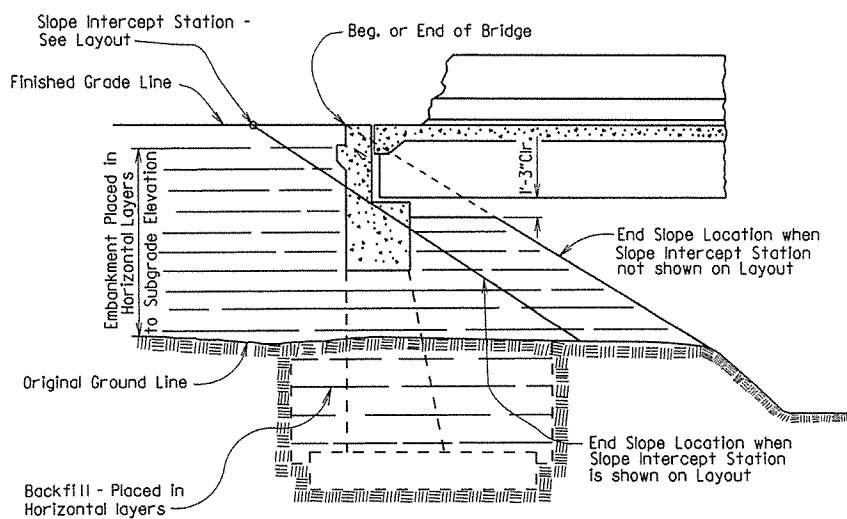 Slope Intercept Station -
See Layout
Beg. or End of Bridge
Finished Grade Line
Embankment Placed In
Horizontal Layers
to Subgrade Elevation
1'-3"Clr.
End Slope Location when
Slope Intercept Station
not shown on Layout
Original Ground Line
End Slope Location when
Slope Intercept Station
is shown on Layout
Backfill - Placed in
Horizontal layers